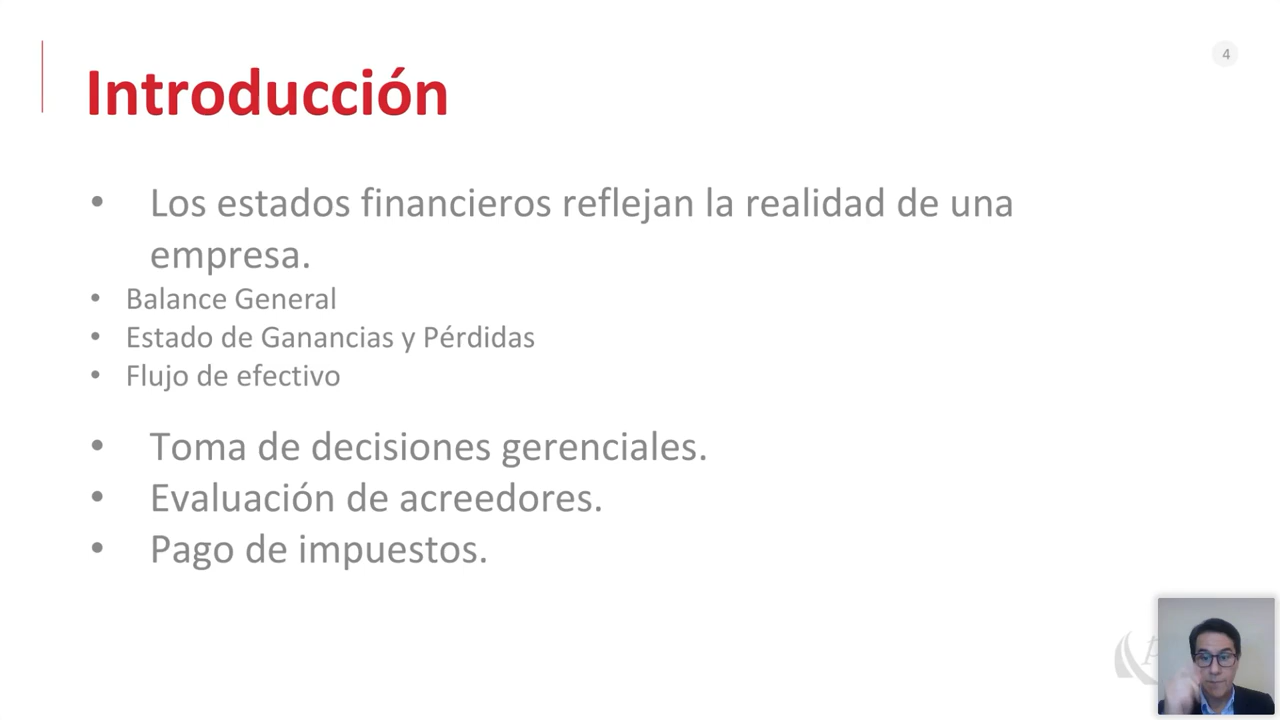 4
Introducción
• Los estados financieros reflejan la realidad de una
empresa.
• Balance General
• Estado de Ganancias y Pérdidas
• Flujo de efectivo
• Toma de decisiones gerenciales.
• Evaluación de acreedores.
• Pago de impuestos.